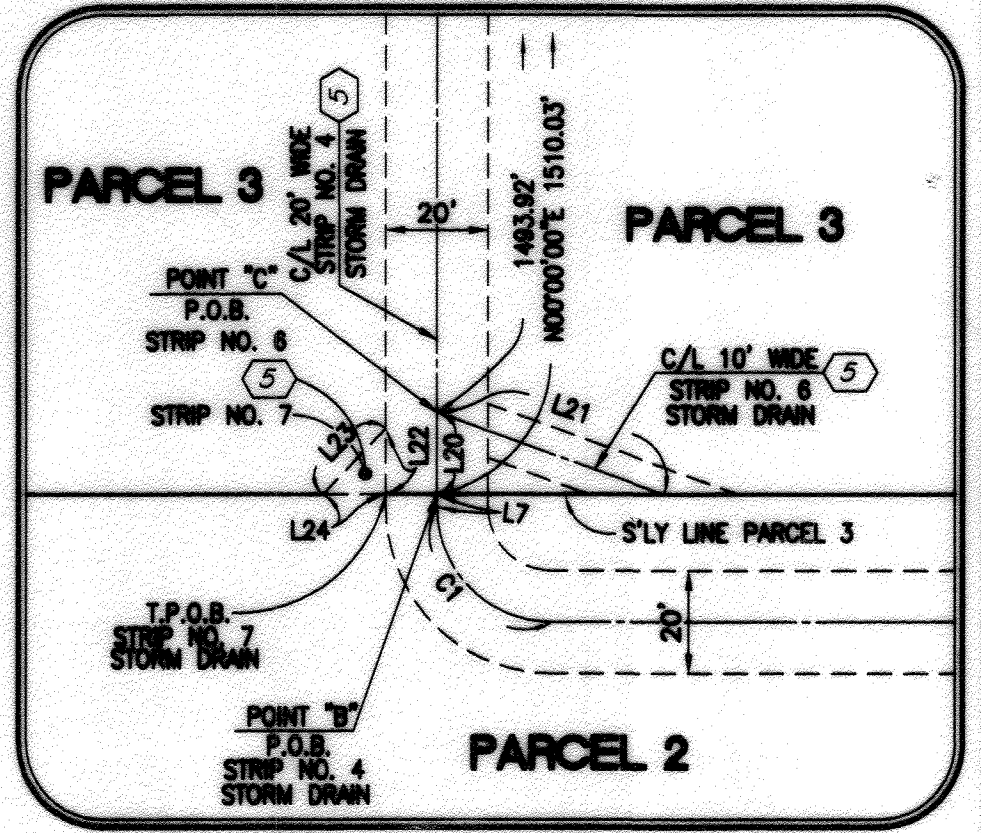 PARCEL 3
5
C/L 20' WIDE
STRIP NO. 4
STORM DRAIN
20'
1493.92'
N00°00'00"E 1510.03'
PARCEL 3
POINT "C"
P.O.B.
STRIP NO. 6
5
STRIP NO. 7
C/L 10' WIDE
STRIP NO. 6
STORM DRAIN
5
L21
L23
L22
L20
L24
L7
S'LY LINE PARCEL 3
C1
20'
T.P.O.B.
STRIP NO. 7
STORM DRAIN
POINT "B"
P.O.B.
STRIP NO. 4
STORM DRAIN
PARCEL 2